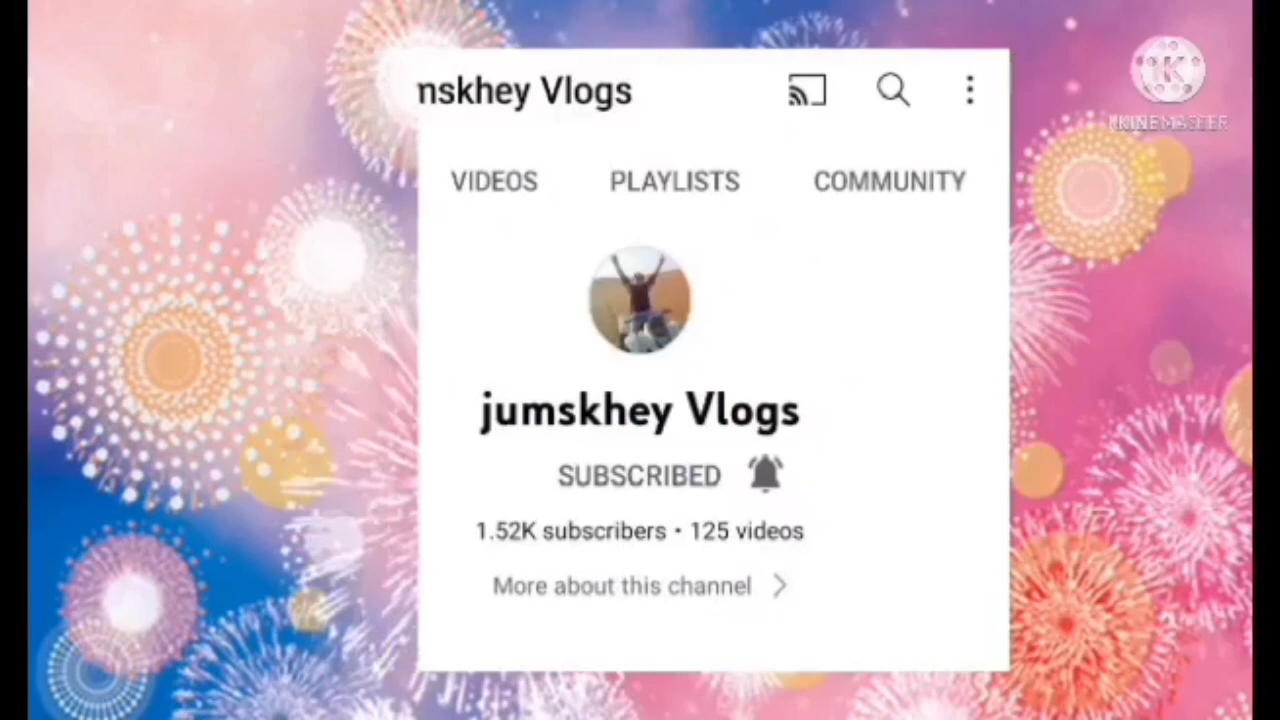 nskhey Vlogs
K
KINEMASTER
VIDEOS PLAYLISTS COMMUNITY
jumskhey Vlogs
SUBSCRIBED
1.52K subscribers • 125 videos
More about this channel